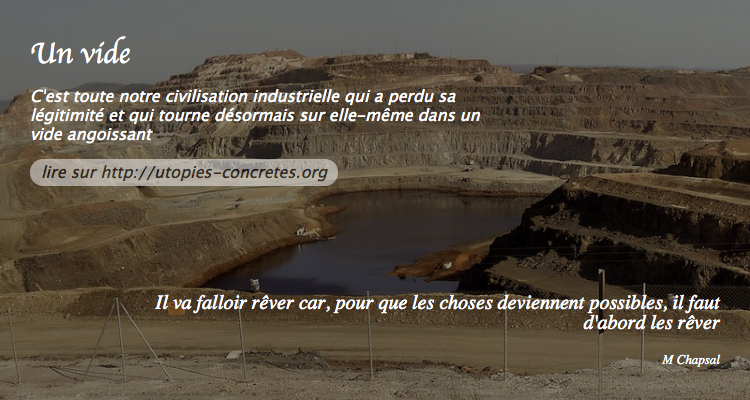 Un vide
C'est toute notre civilisation industrielle qui a perdu sa
légitimité et qui tourne désormais sur elle-même dans un
vide angoissant
lire sur http://utopies-concretes.org
Il va falloir rêver car, pour que les choses deviennent possibles, il faut
d'abord les rêver
M Chapsal